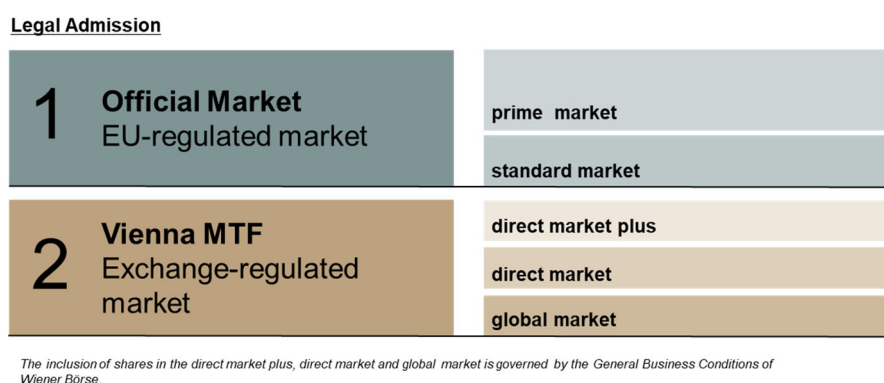 Legal Admission
1
Official Market
EU-regulated market
prime market
standard market
2
Vienna MTF
Exchange-regulated
market
direct market plus
direct market
global market
The inclusion of shares in the direct market plus, direct market and global market is governed by the General Business Conditions of
Wiener Börse.